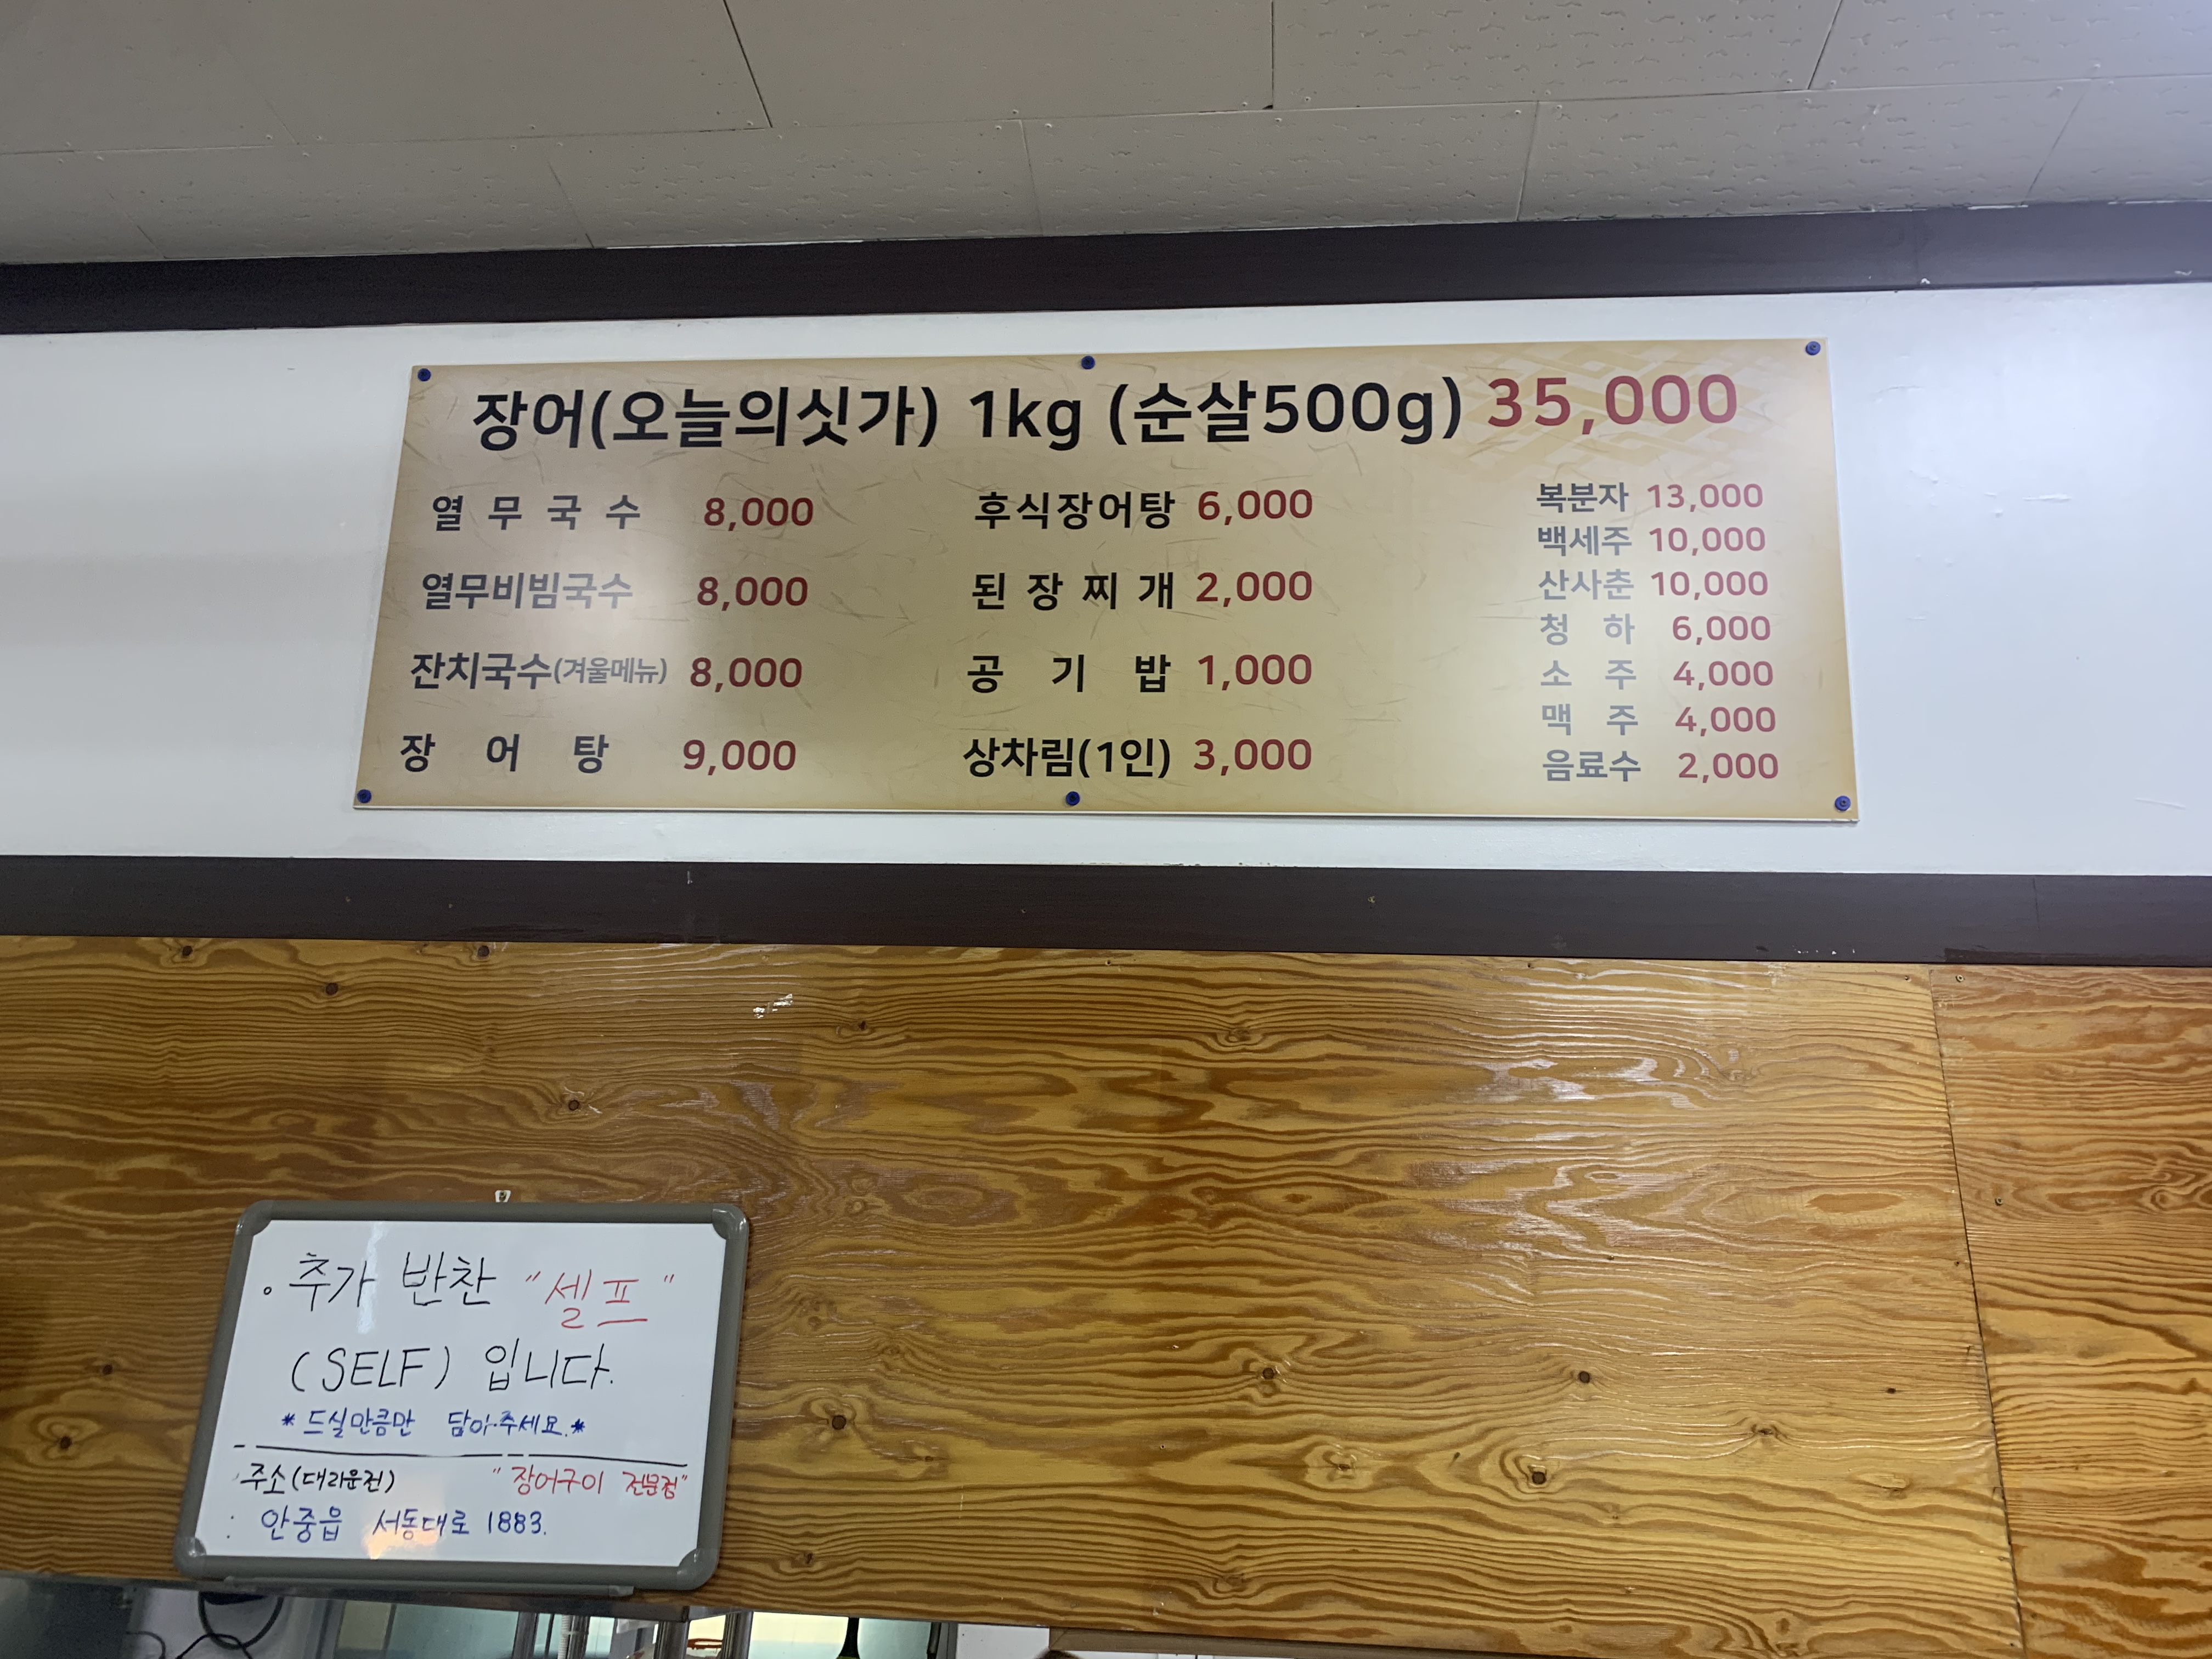 장어(오늘의싯가) 1kg (순살500g) 35,000
열무국수 8,000
열무비빔국수 8,000
잔치국수(겨울메뉴) 8,000
장어탕 9,000
후식장어탕 6,000
된장찌개 2,000
공기밥 1,000
상차림(1인) 3,000
복분자 13,000
백세주 10,000
산사춘 10,000
청하 6,000
소주 4,000
맥주 4,000
음료수 2,000
。추가 반찬 "셀프"
(SELF) 입니다.
* 드실만큼만 담아주세요.*
주소(대리운전) "장어구이 전문점"
: 안중읍 서동대로 1883.